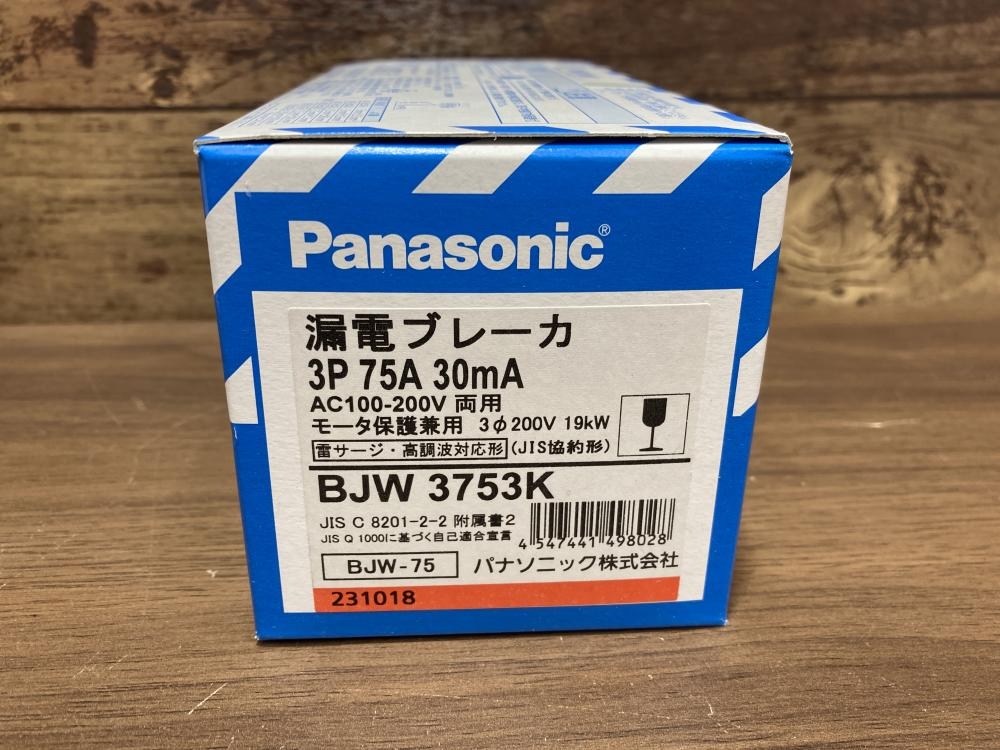 Panasonic®
漏電ブレーカ
3P 75A 30mA
AC100-200V 両用
モータ保護兼用 3φ200V 19kW
雷サージ・高調波対応形 (JIS協約形)
BJW 3753K
JIS C 8201-2-2 附属書2
JIS Q 1000に基づく自己適合宣言
4 547441 498028
BJW-75 パナソニック株式会社
231018